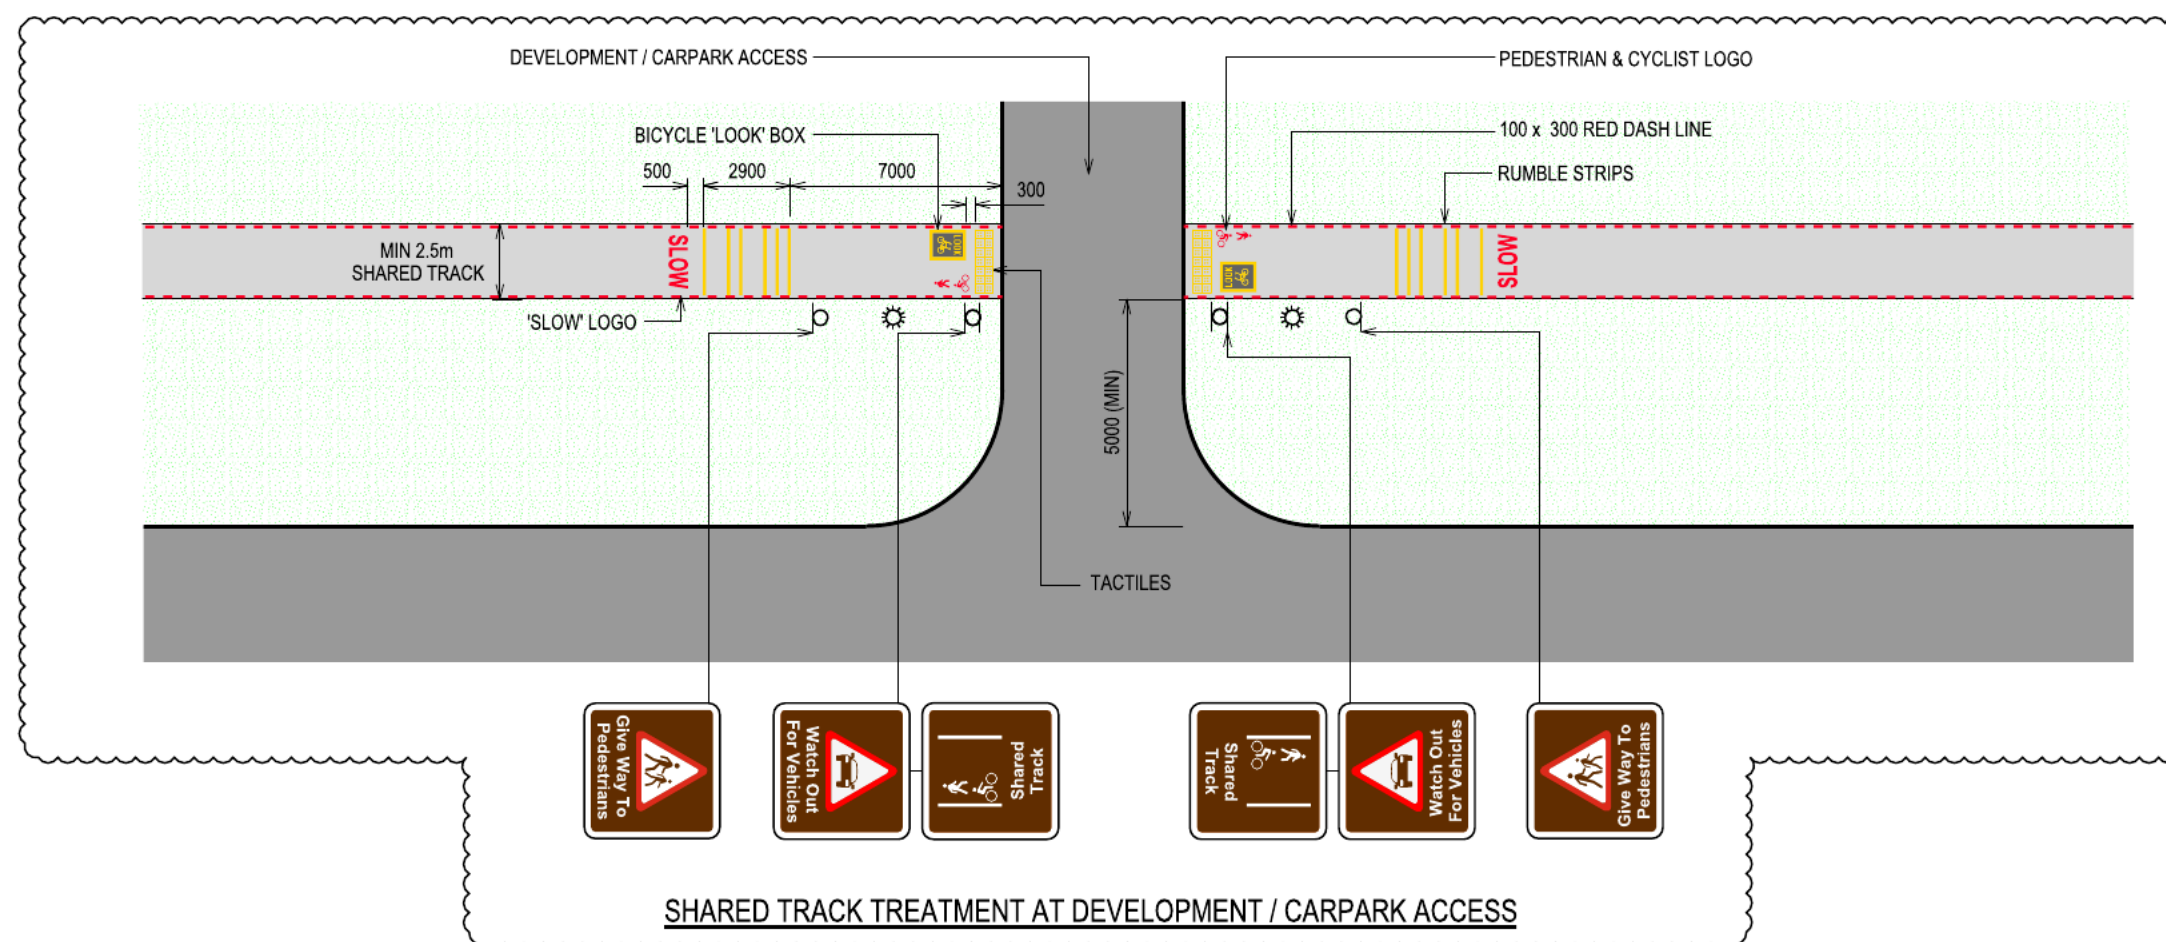 DEVELOPMENT / CARPARK ACCESS
PEDESTRIAN & CYCLIST LOGO
BICYCLE 'LOOK' BOX
100 x 300 RED DASH LINE
500
2900
7000
300
RUMBLE STRIPS
MIN 2.5m
SHARED TRACK
SLOW
LOOK
LOOK
SLOW
'SLOW' LOGO
5000 (MIN)
TACTILES
Give Way To
Pedestrians
Watch Out
For Vehicles
Shared
Track
Shared
Track
Watch Out
For Vehicles
Give Way To
Pedestrians
SHARED TRACK TREATMENT AT DEVELOPMENT / CARPARK ACCESS